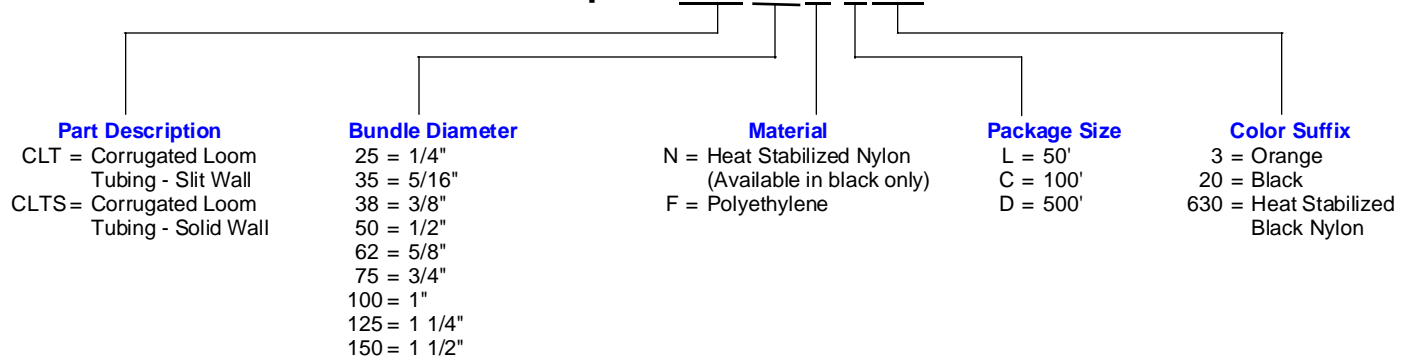 Part Description
CLT = Corrugated Loom
Tubing - Slit Wall
CLTS = Corrugated Loom
Tubing - Solid Wall
Bundle Diameter
25 = 1/4"
35 = 5/16"
38 = 3/8"
50 = 1/2"
62 = 5/8"
75 = 3/4"
100 = 1"
125 = 1 1/4"
150 = 1 1/2"
Material
N = Heat Stabilized Nylon
(Available in black only)
F = Polyethylene
Package Size
L = 50'
C = 100'
D = 500'
Color Suffix
3 = Orange
20 = Black
630 = Heat Stabilized
Black Nylon